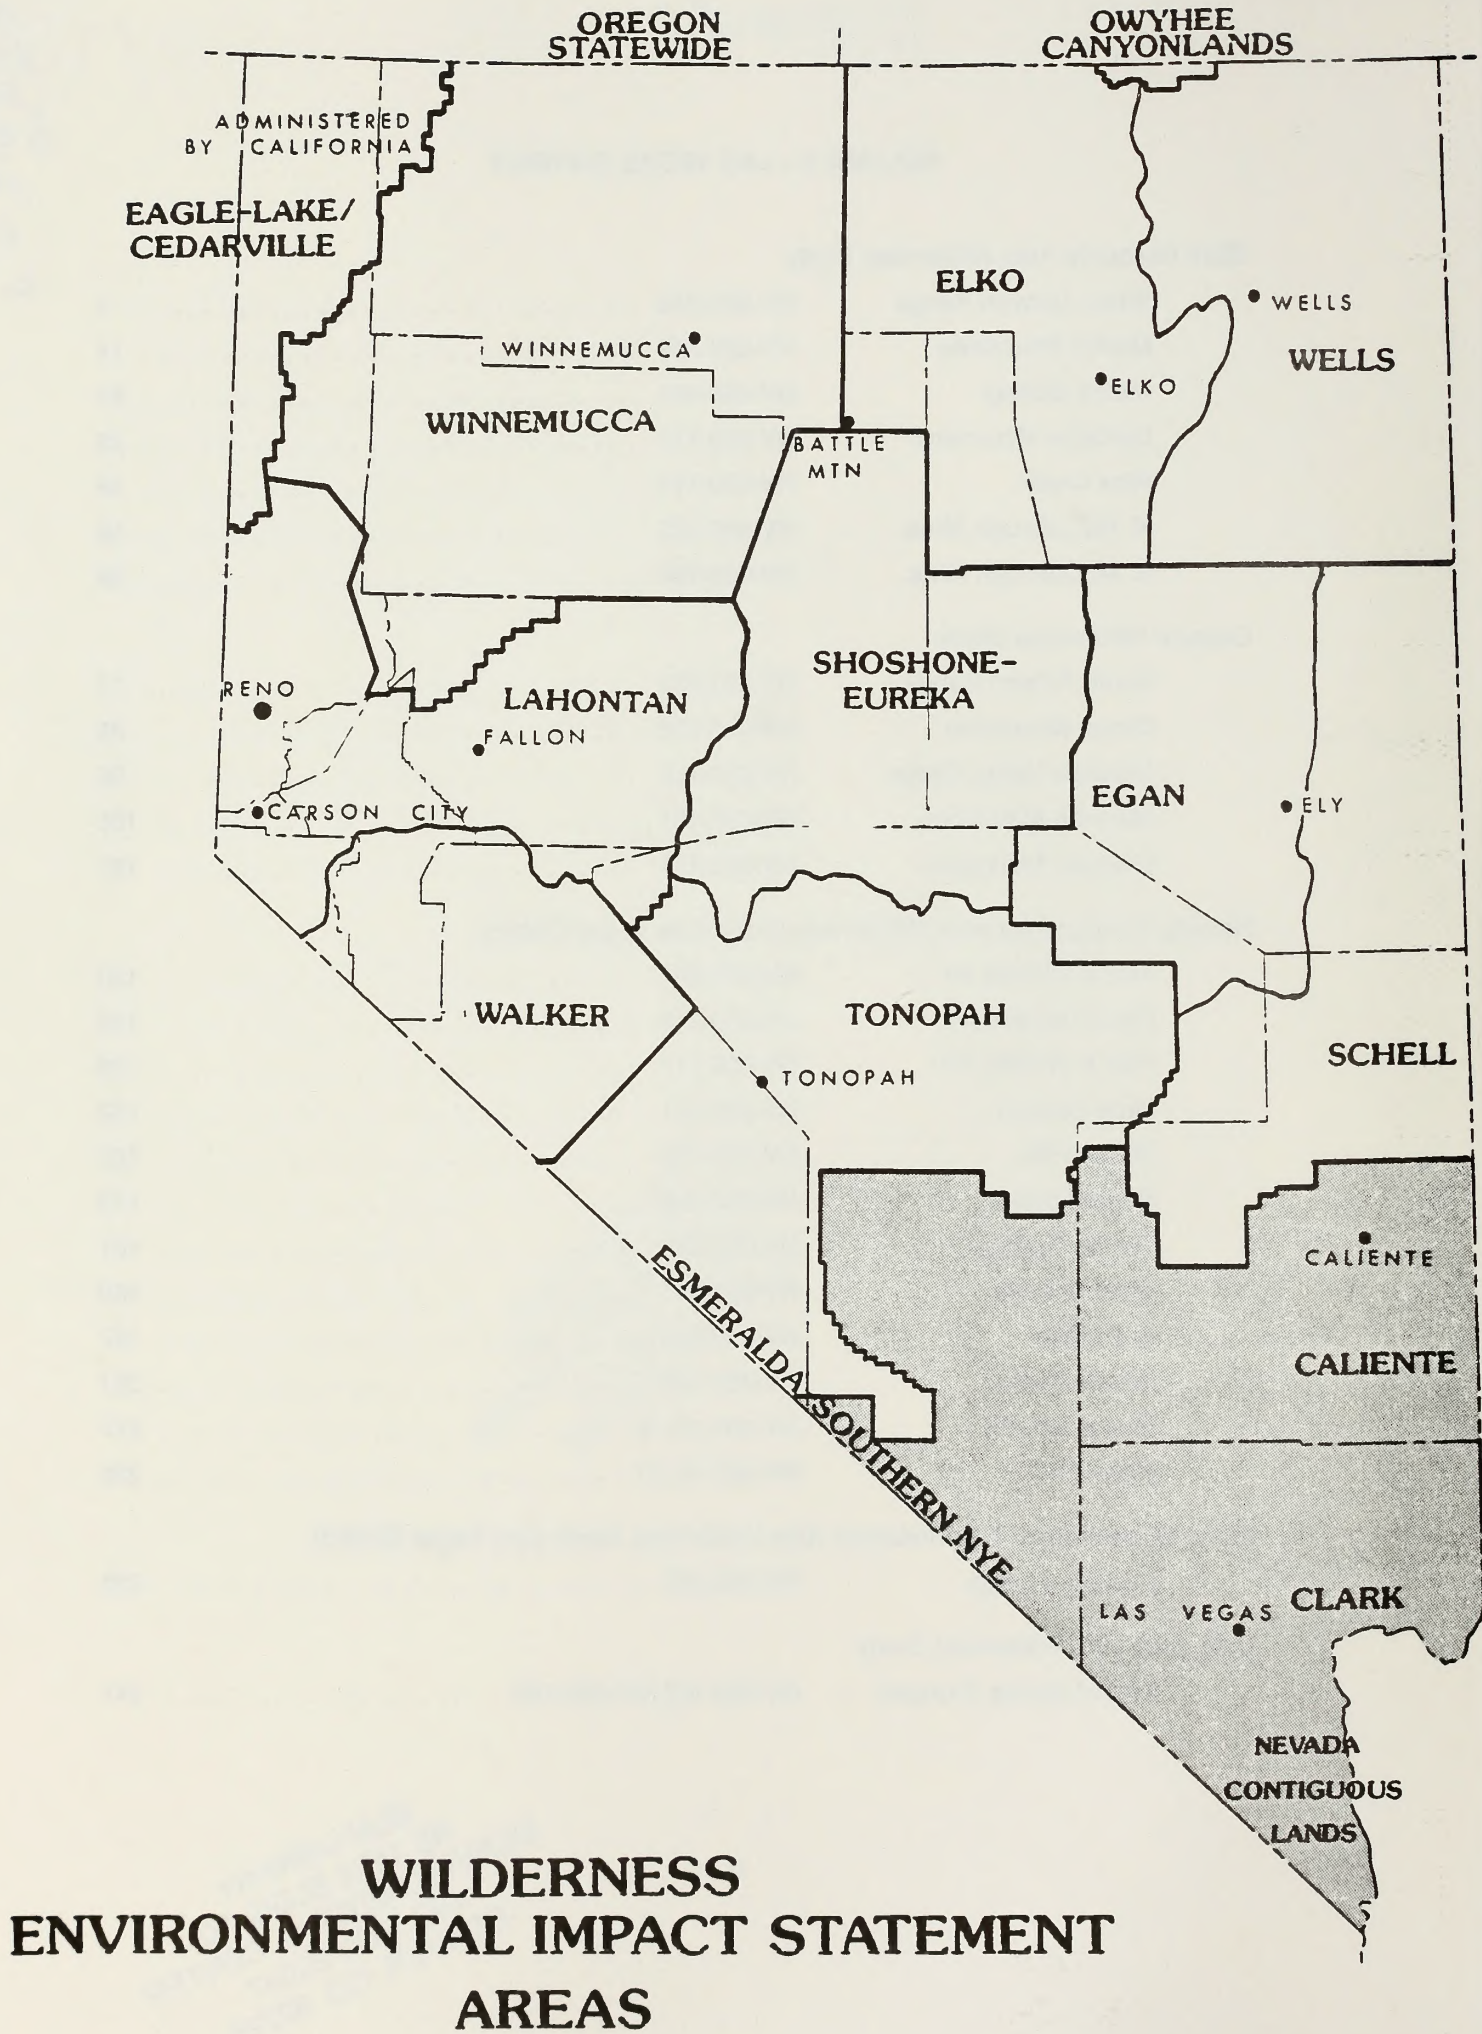 OREGON
STATEWIDE
OWYHEE
CANYONLANDS
ADMINISTERED
BY CALIFORNIA
EAGLE-LAKE/
CEDARVILLE
ELKO
WELLS
WINNEMUCCA
WELLS
ELKO
WINNEMUCCA
BATTLE
MTN
SHOSHONE-
EUREKA
RENO
LAHONTAN
FALLON
EGAN
ELY
CARSON CITY
WALKER
TONOPAH
SCHELL
TONOPAH
CALIENTE
ESMERALDA-SOUTHERN NYE
CALIENTE
LAS VEGAS
CLARK
NEVADA
CONTIGUOUS
LANDS
WILDERNESS
ENVIRONMENTAL IMPACT STATEMENT
AREAS